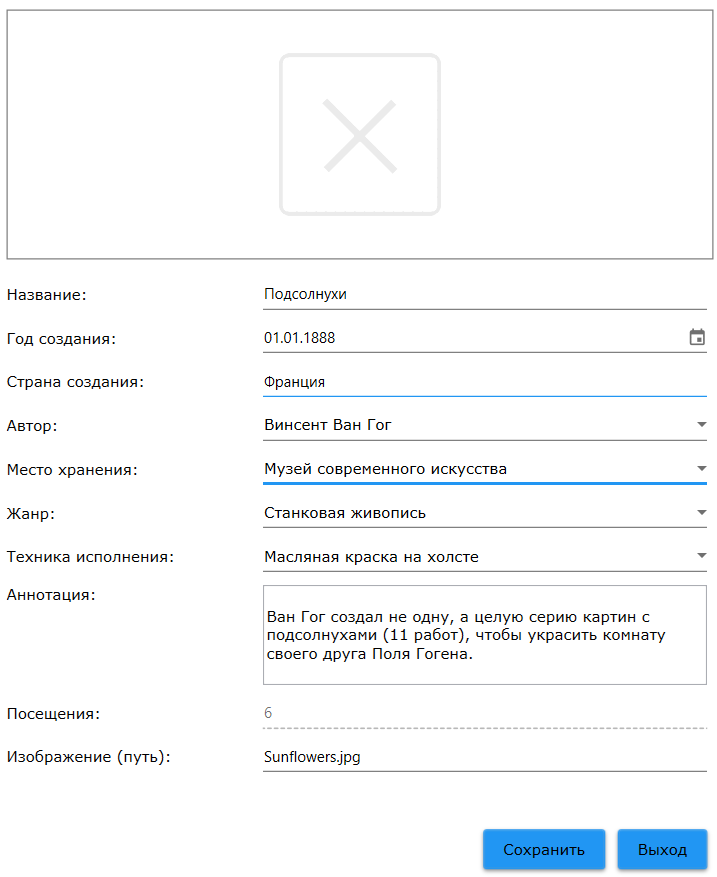 Название: Подсолнухи
Год создания: 01.01.1888
Страна создания: Франция
Автор: Винсент Ван Гог
Место хранения: Музей современного искусства
Жанр: Станковая живопись
Техника исполнения: Масляная краска на холсте
Аннотация:
Ван Гог создал не одну, а целую серию картин с
подсолнухами (11 работ), чтобы украсить комнату
своего друга Поля Гогена.
Посещения: 6
Изображение (путь): Sunflowers.jpg
Сохранить Выход